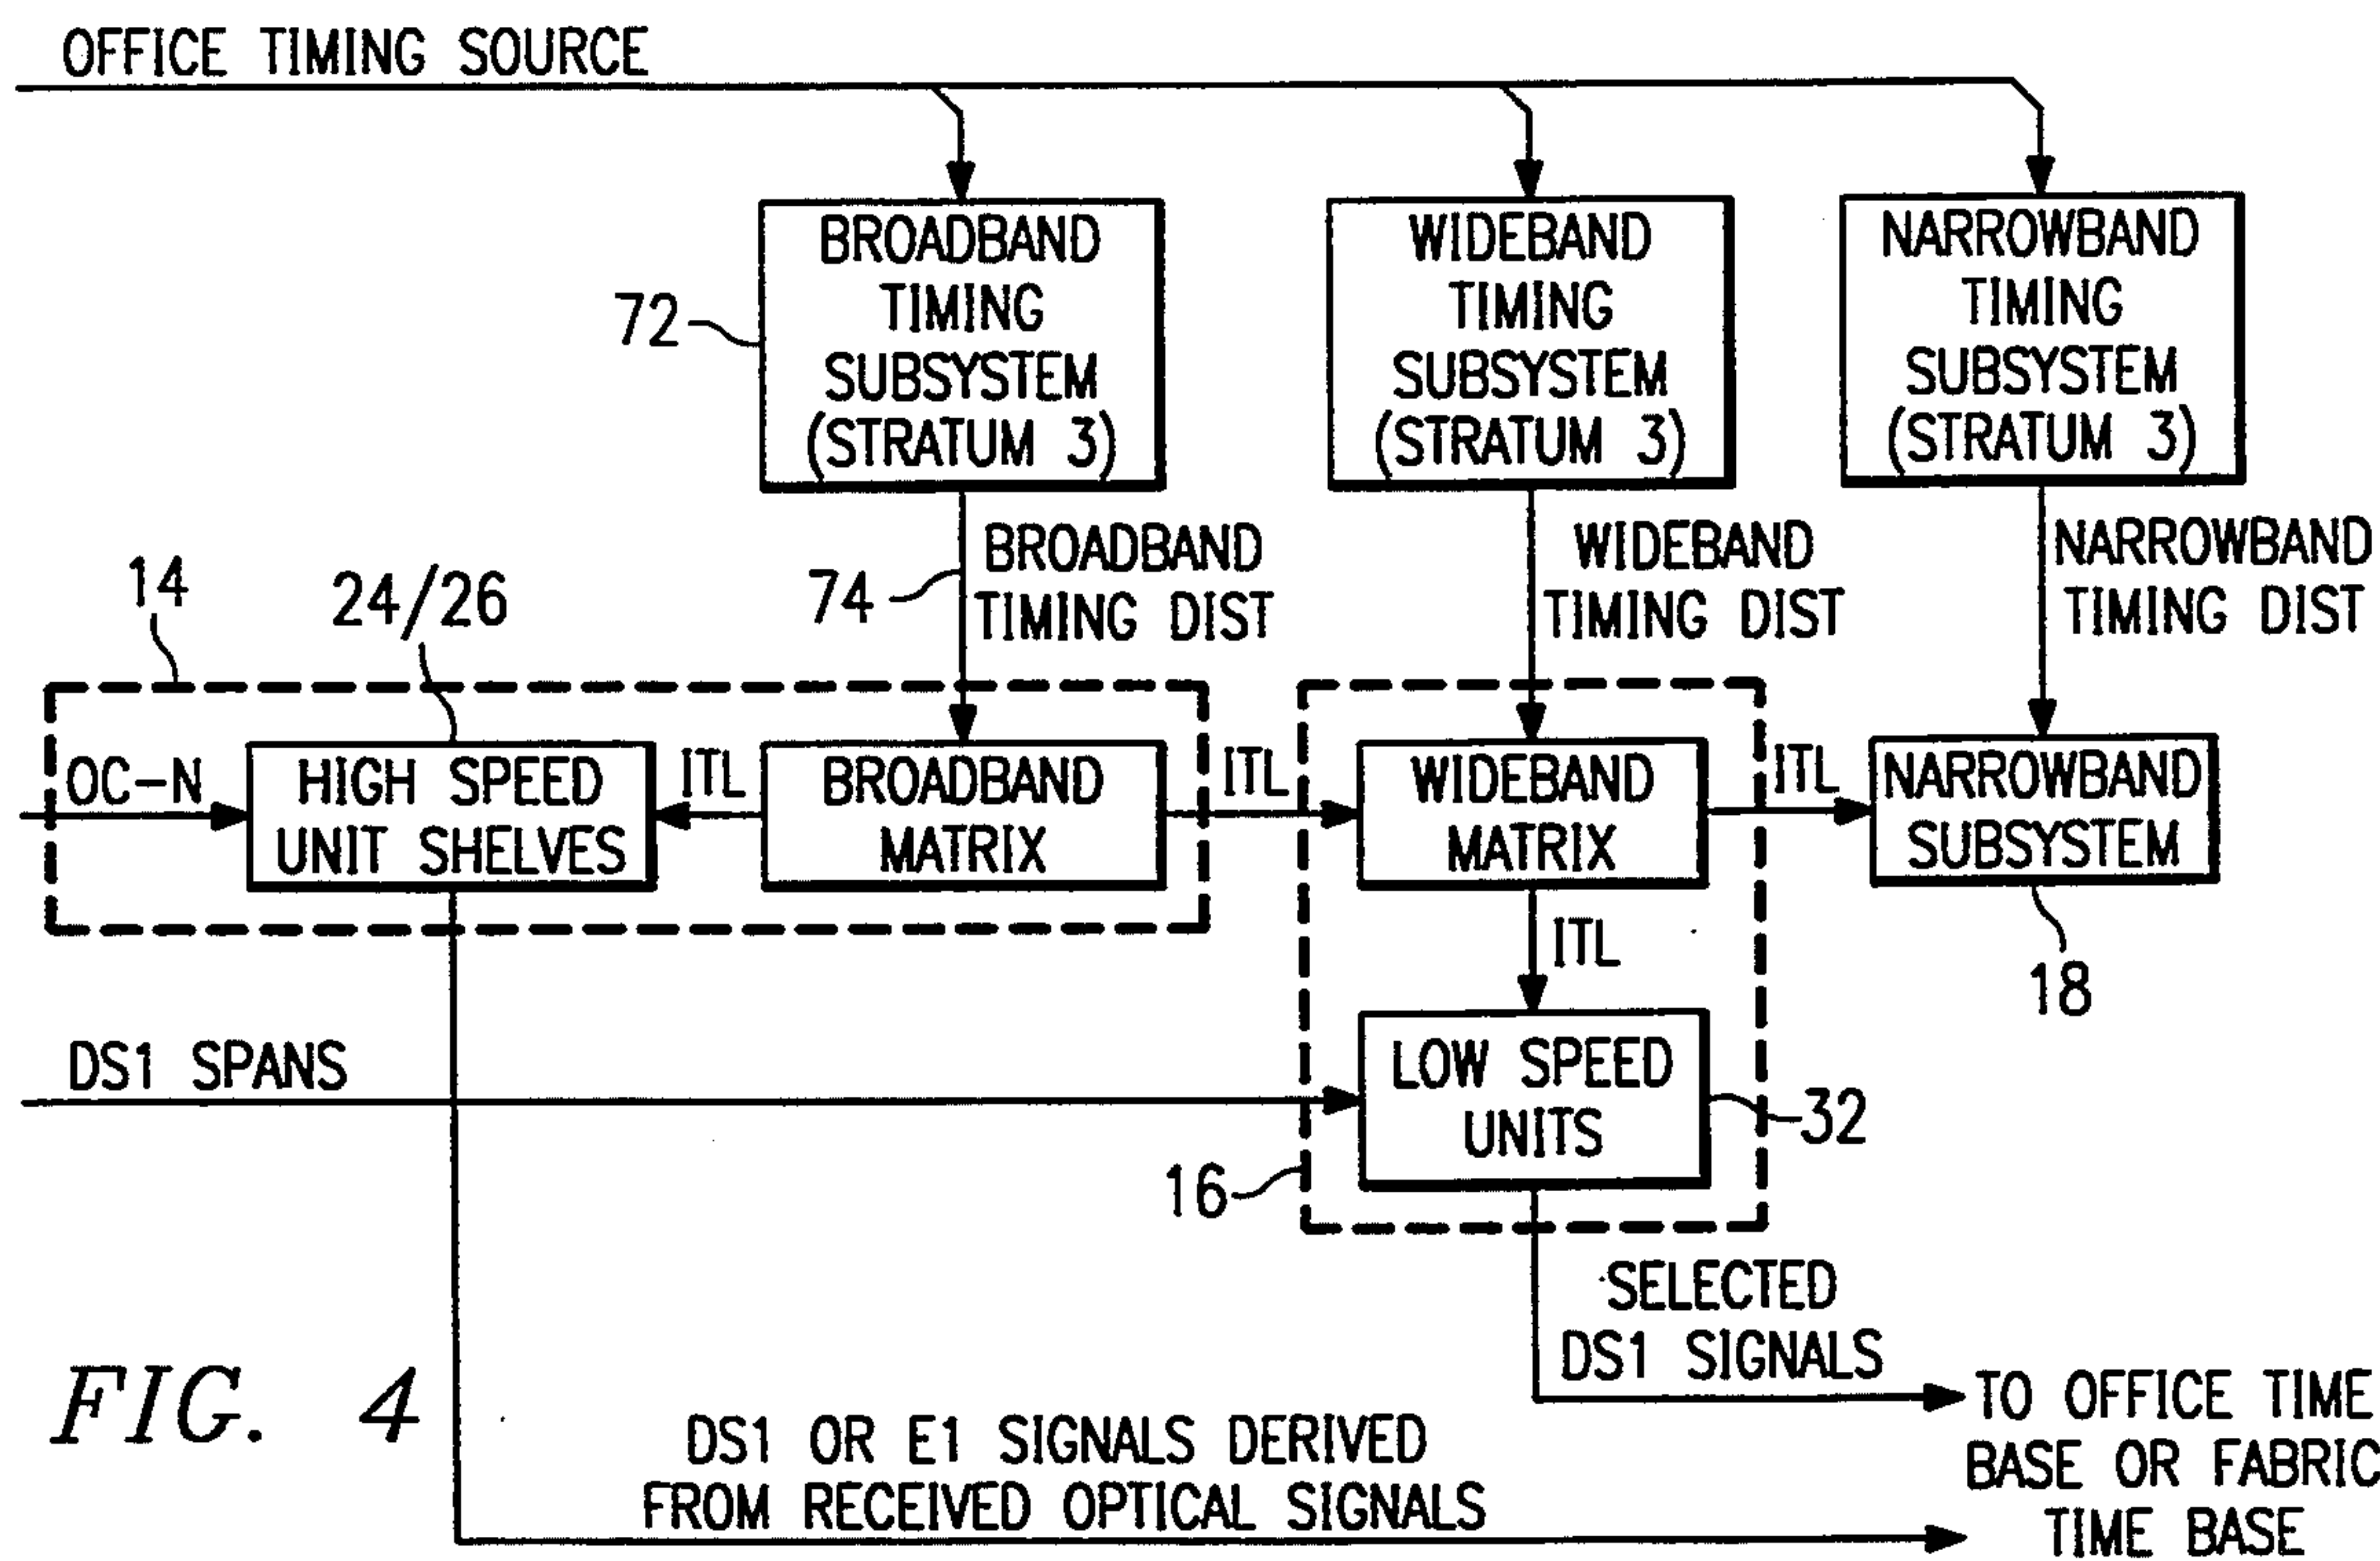 OFFICE TIMING SOURCE
BROADBAND
TIMING
SUBSYSTEM
(STRATUM 3)
WIDEBAND
TIMING
SUBSYSTEM
(STRATUM 3)
NARROWBAND
TIMING
SUBSYSTEM
(STRATUM 3)
72
74
BROADBAND
TIMING DIST
WIDEBAND
TIMING DIST
NARROWBAND
TIMING DIST
14
24/26
OC-N
HIGH SPEED
UNIT SHELVES
ITL
BROADBAND
MATRIX
ITL
WIDEBAND
MATRIX
ITL
NARROWBAND
SUBSYSTEM
18
ITL
DS1 SPANS
LOW SPEED
UNITS
32
16
SELECTED
DS1 SIGNALS
FIG. 4
DS1 OR E1 SIGNALS DERIVED
FROM RECEIVED OPTICAL SIGNALS
TO OFFICE TIME
BASE OR FABRIC
TIME BASE